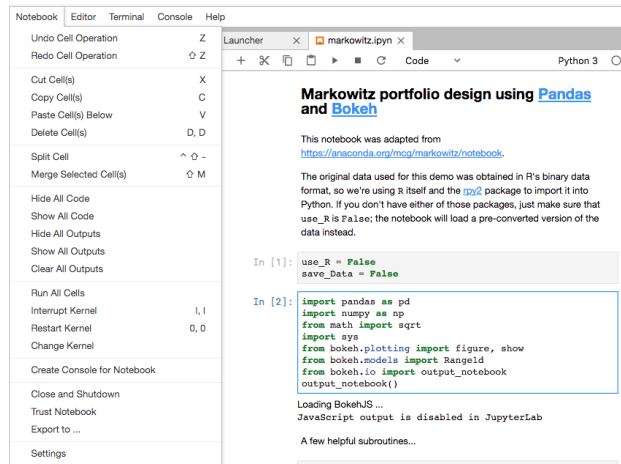 Notebook Editor Terminal Console Help
Undo Cell Operation Z
Redo Cell Operation ⇧ Z
Cut Cell(s) X
Copy Cell(s) C
Paste Cell(s) Below V
Delete Cell(s) D, D
Split Cell ^ ⇧ -
Merge Selected Cell(s) ⇧ M
Hide All Code
Show All Code
Hide All Outputs
Show All Outputs
Clear All Outputs
Run All Cells
Interrupt Kernel I, I
Restart Kernel 0, 0
Change Kernel
Create Console for Notebook
Close and Shutdown
Trust Notebook
Export to ...
Settings
Launcher × markowitz.ipyn ×
Code Python 3
Markowitz portfolio design using Pandas
and Bokeh
This notebook was adapted from
https://anaconda.org/mcg/markowitz/notebook.
The original data used for this demo was obtained in R's binary data
format, so we're using R itself and the rpy2 package to import it into
Python. If you don't have either of those packages, just make sure that
use_R is False; the notebook will load a pre-converted version of the
data instead.
In [1]: use_R = False
save_Data = False
In [2]: import pandas as pd
import numpy as np
from math import sqrt
import sys
from bokeh.plotting import figure, show
from bokeh.models import Range1d
from bokeh.io import output_notebook
output_notebook()
Loading BokehJS ...
JavaScript output is disabled in JupyterLab
A few helpful subroutines...